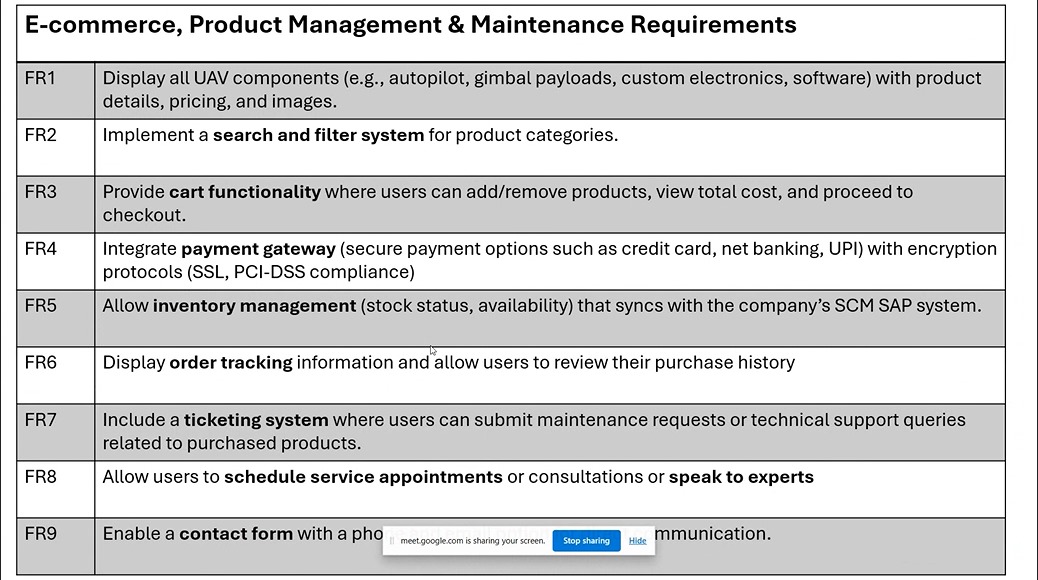 E-commerce, Product Management & Maintenance Requirements
FR1
Display all UAV components (e.g., autopilot, gimbal payloads, custom electronics, software) with product
details, pricing, and images.
FR2
Implement a search and filter system for product categories.
FR3
Provide cart functionality where users can add/remove products, view total cost, and proceed to
checkout.
FR4
Integrate payment gateway (secure payment options such as credit card, net banking, UPI) with encryption
protocols (SSL, PCI-DSS compliance)
FR5
Allow inventory management (stock status, availability) that syncs with the company’s SCM SAP system.
FR6
Display order tracking information and allow users to review their purchase history
FR7
Include a ticketing system where users can submit maintenance requests or technical support queries
related to purchased products.
FR8
Allow users to schedule service appointments or consultations or speak to experts
FR9
Enable a contact form with a
meet.google.com is sharing your screen.
Stop sharing
Hide